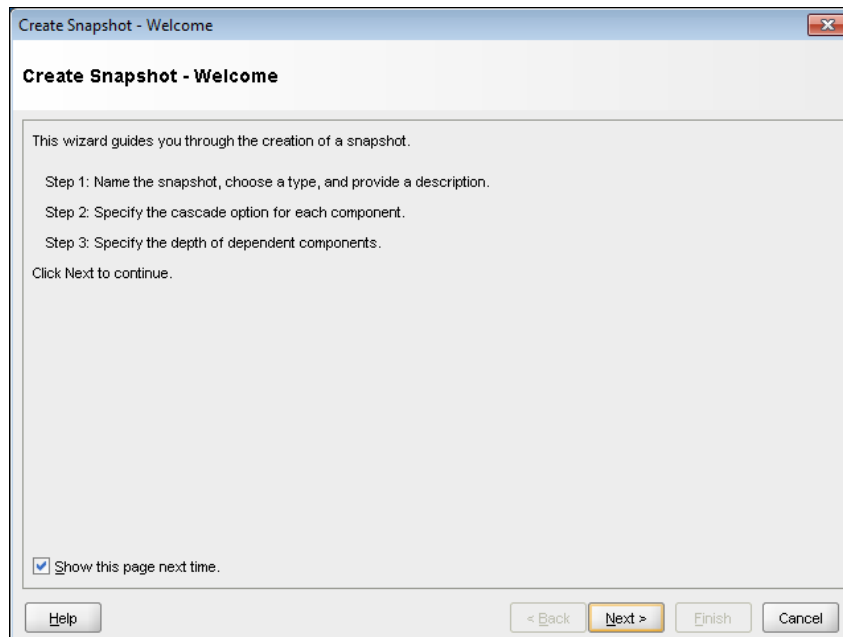 Create Snapshot - Welcome
Create Snapshot - Welcome
This wizard guides you through the creation of a snapshot.
Step 1: Name the snapshot, choose a type, and provide a description.
Step 2: Specify the cascade option for each component.
Step 3: Specify the depth of dependent components.
Click Next to continue.
Show this page next time.
Help
< Back
Next >
Finish
Cancel